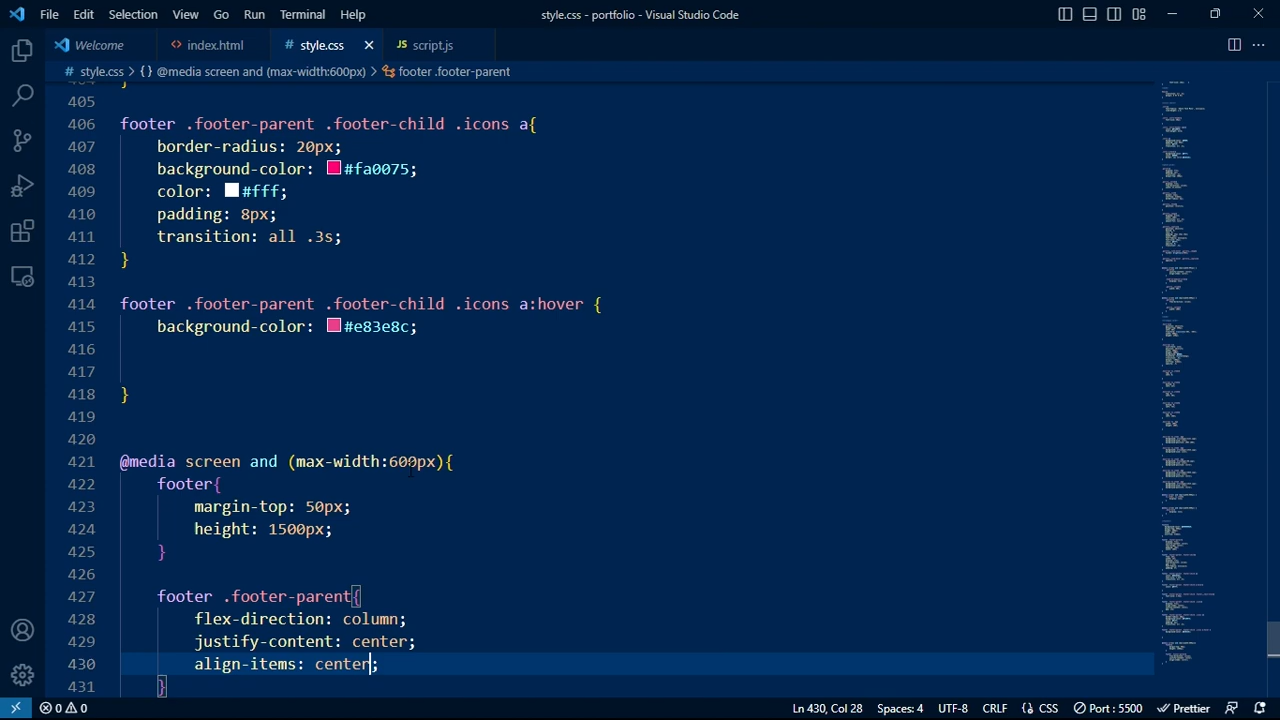 File Edit Selection View Go Run Terminal Help style.css - portfolio - Visual Studio Code
Welcome <> index.html # style.css JS script.js
# style.css > {} @media screen and (max-width:600px) > footer .footer-parent
404 }
405
406 footer .footer-parent .footer-child .icons a{
407 border-radius: 20px;
408 background-color: #fa0075;
409 color: #fff;
410 padding: 8px;
411 transition: all .3s;
412 }
413
414 footer .footer-parent .footer-child .icons a:hover {
415 background-color: #e83e8c;
416
417
418 }
419
420
421 @media screen and (max-width:600px){
422 footer{
423 margin-top: 50px;
424 height: 1500px;
425 }
426
427 footer .footer-parent{
428 flex-direction: column;
429 justify-content: center;
430 align-items: center;
431 }
0 0 Ln 430, Col 28 Spaces: 4 UTF-8 CRLF {} CSS Port : 5500 Prettier